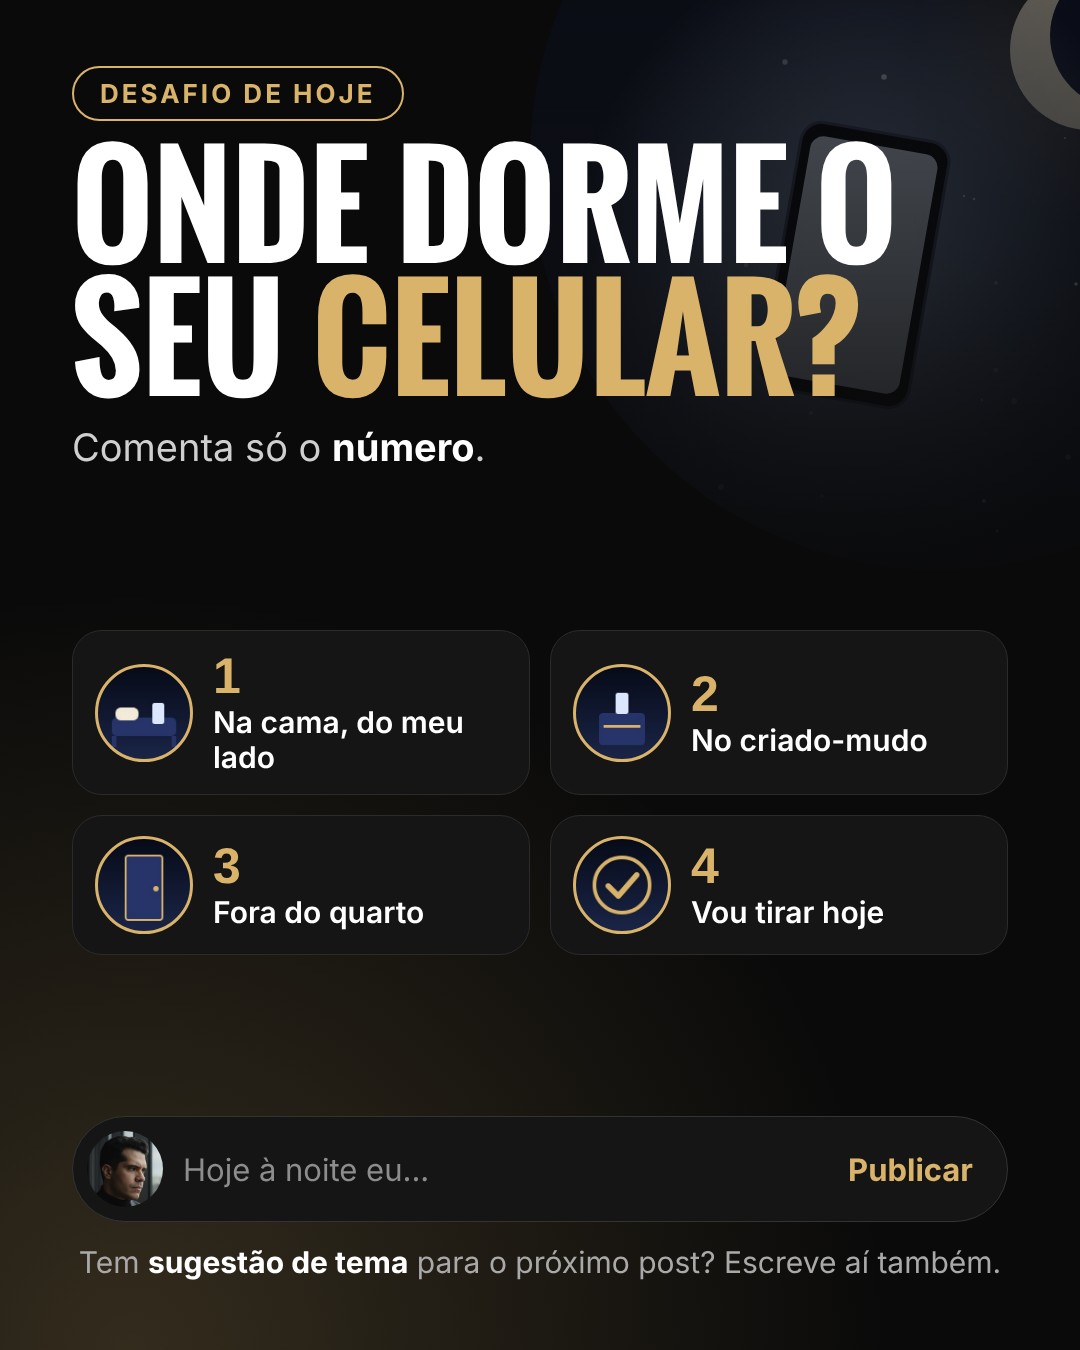 DESAFIO DE HOJE
ONDE DORME O
SEU CELULAR?
Comenta só o número.
1
Na cama, do meu
lado
2
No criado-mudo
3
Fora do quarto
4
Vou tirar hoje
Hoje à noite eu...
Publicar
Tem sugestão de tema para o próximo post? Escreve aí também.